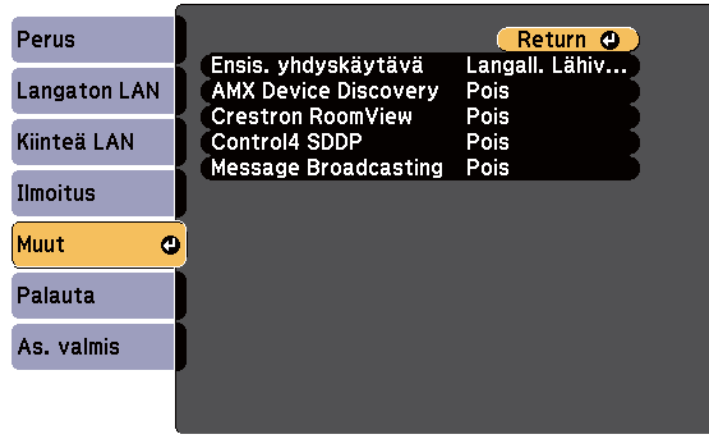 Perus
Langaton LAN
Kiinteä LAN
Ilmoitus
Muut
Palauta
As. valmis
Return
Ensis. yhdyskäytävä Langall. Lähiv...
AMX Device Discovery Pois
Crestron RoomView Pois
Control4 SDDP Pois
Message Broadcasting Pois